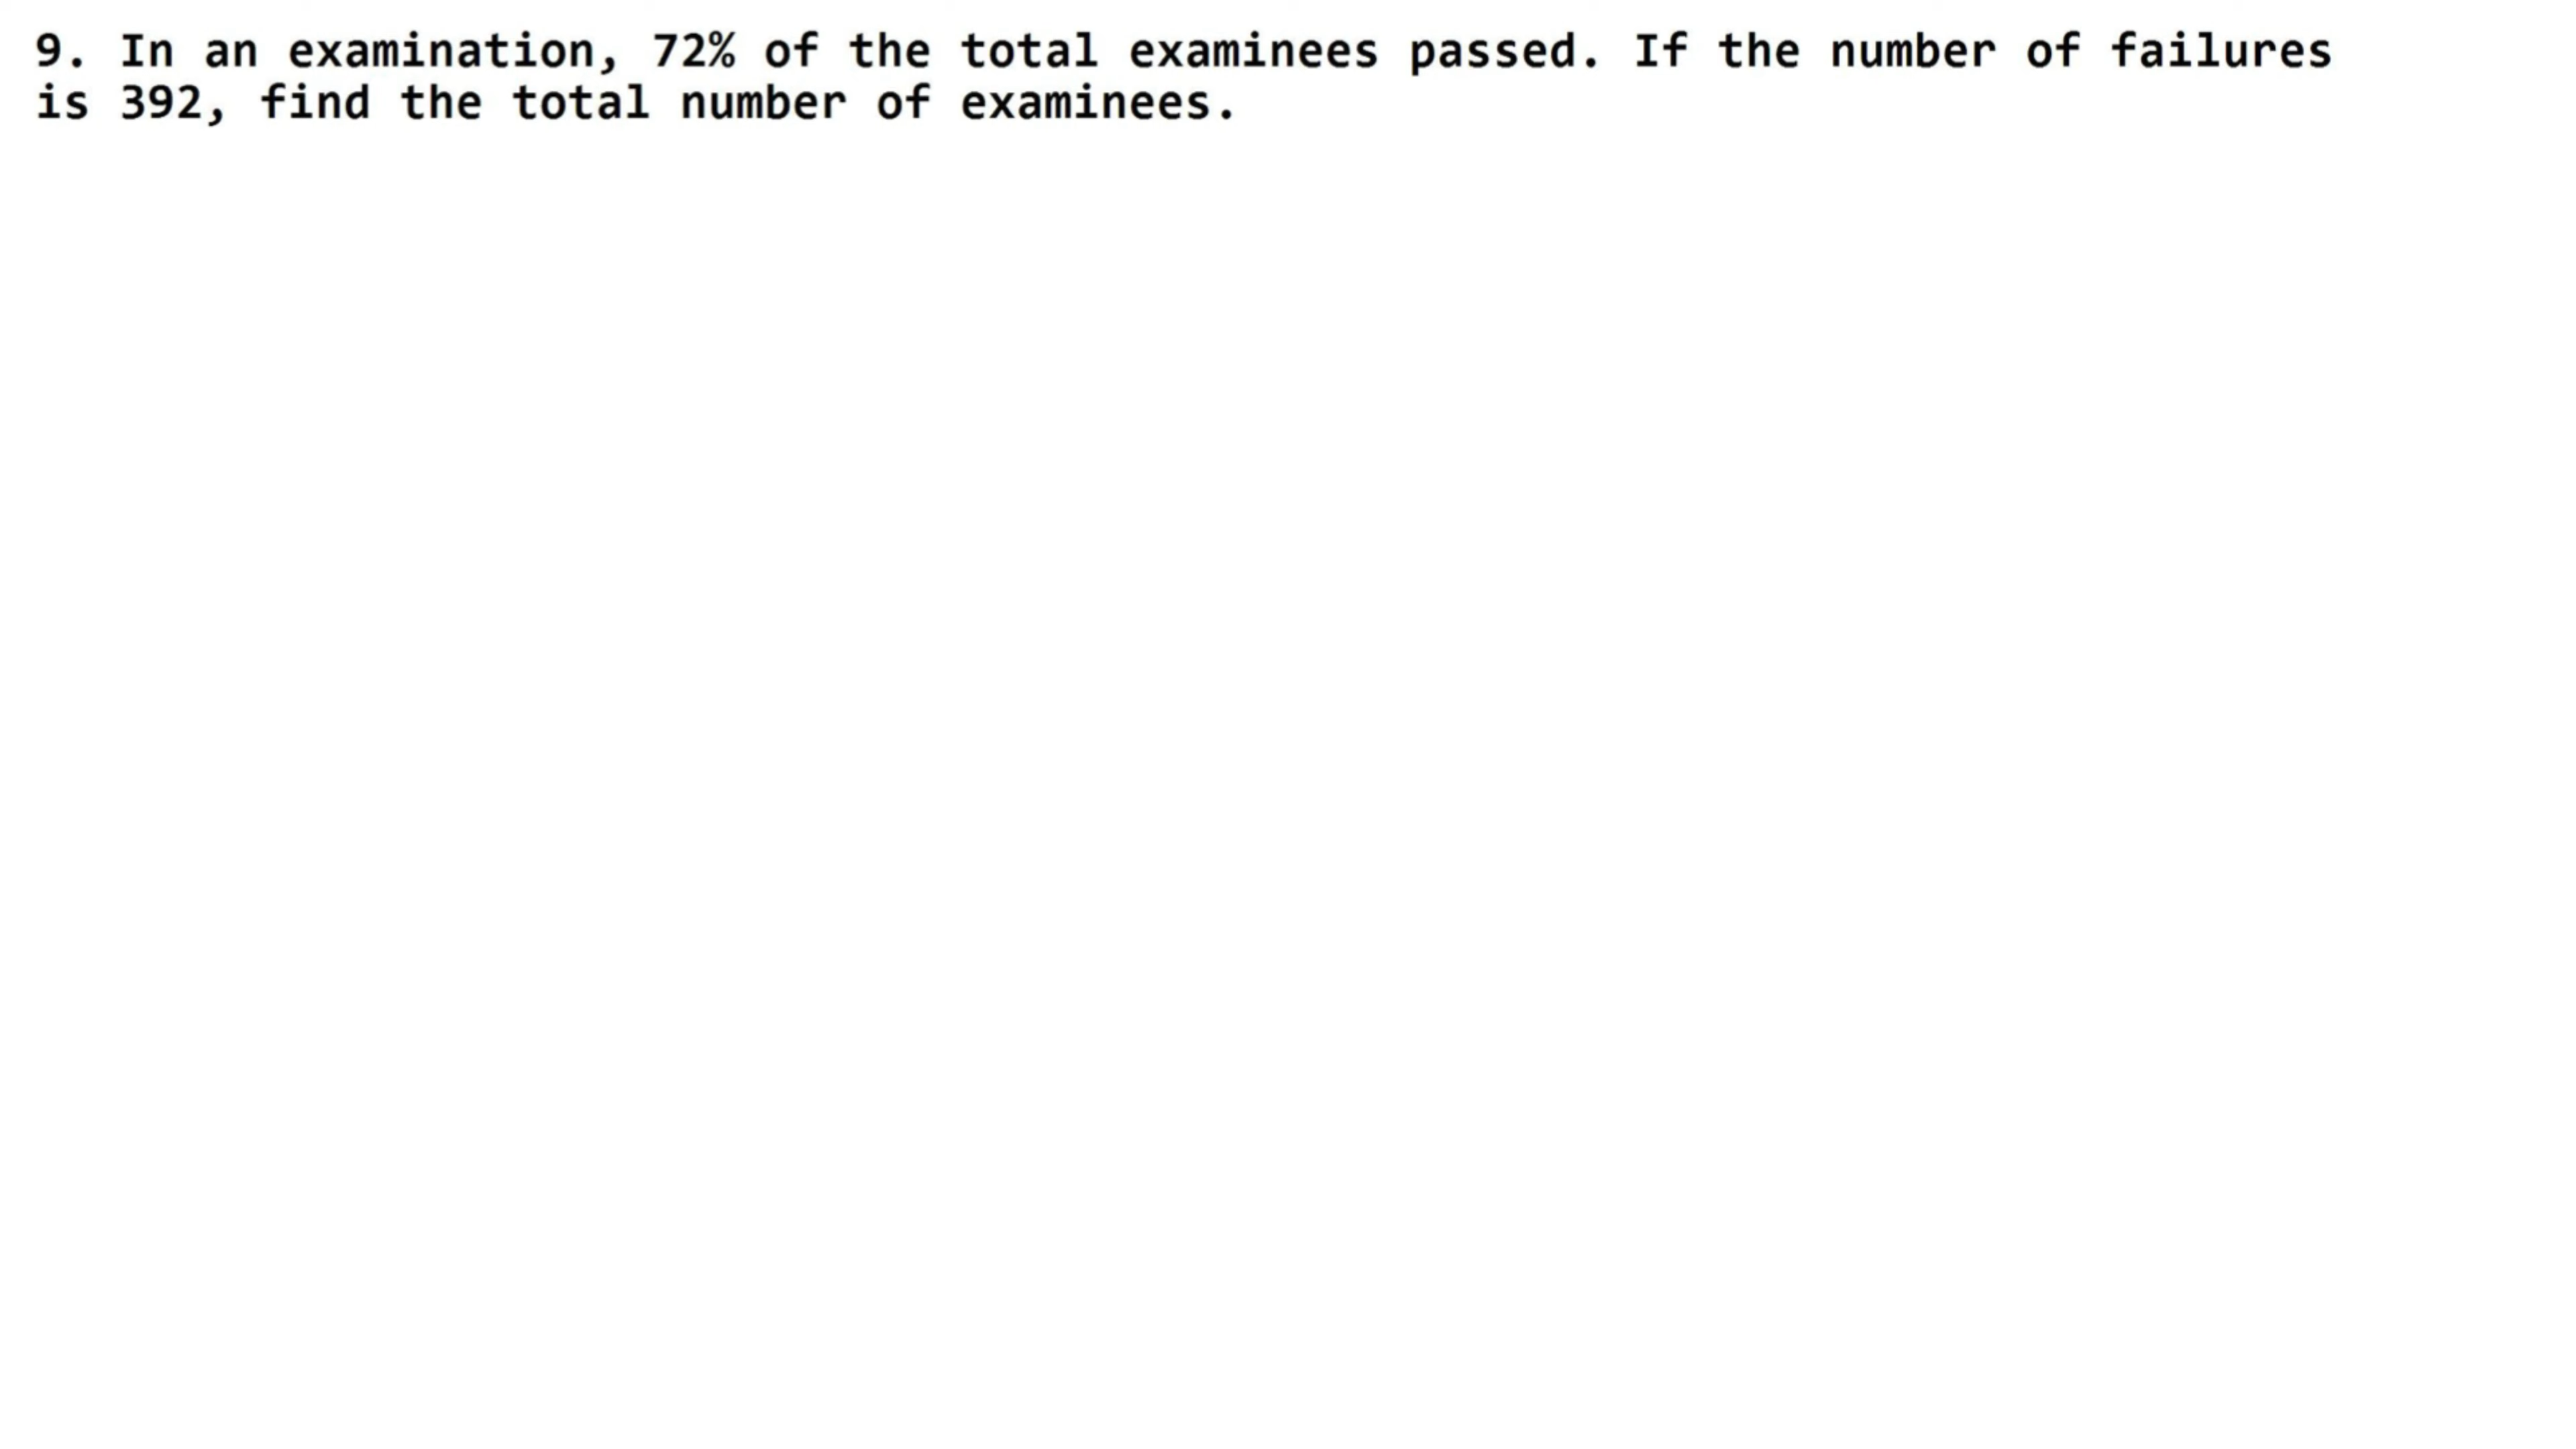 9. In an examination, 72% of the total examinees passed. If the number of failures
is 392, find the total number of examinees.